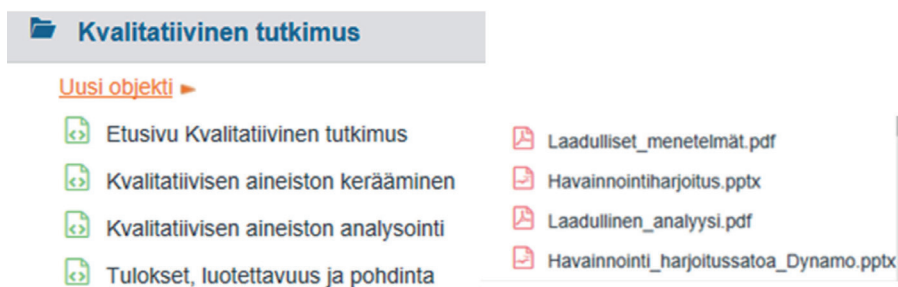 Kvalitatiivinen tutkimus
Uusi objekti
Etusivu Kvalitatiivinen tutkimus
Kvalitatiivisen aineiston kerääminen
Kvalitatiivisen aineiston analysointi
Tulokset, luotettavuus ja pohdinta
Laadulliset_menetelmät.pdf
Havainnointiharjoitus.pptx
Laadullinen_analyysi.pdf
Havainnointi_harjoitussatoa_Dynamo.pptx